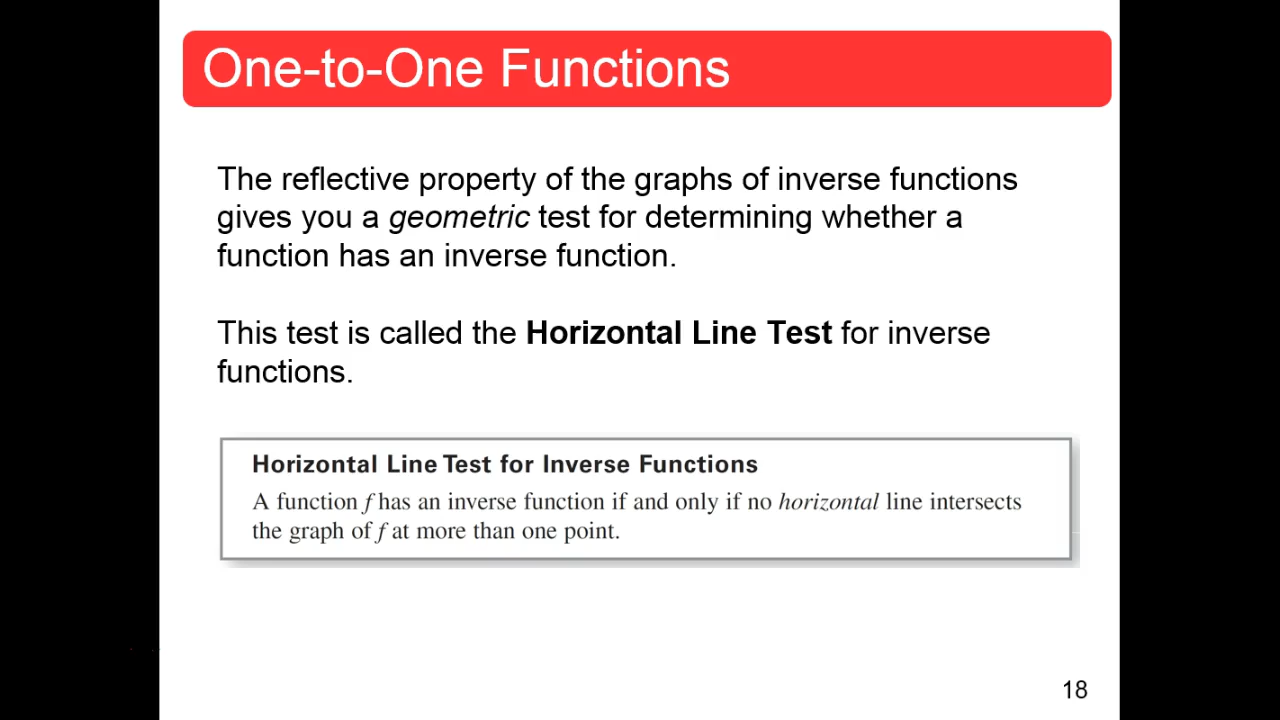 One-to-One Functions
The reflective property of the graphs of inverse functions
gives you a geometric test for determining whether a
function has an inverse function.
This test is called the Horizontal Line Test for inverse
functions.
Horizontal Line Test for Inverse Functions
A function f has an inverse function if and only if no horizontal line intersects
the graph of f at more than one point.
18